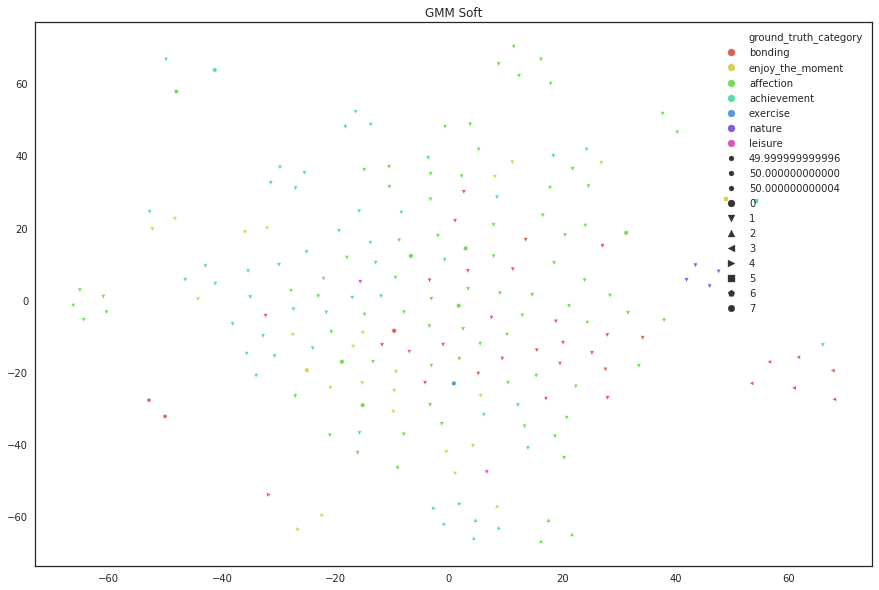 GMM Soft
ground_truth_category
bonding
enjoy_the_moment
affection
achievement
exercise
nature
leisure
49.999999999996
50.000000000000
50.000000000004
0
1
2
3
4
5
6
7
60
40
20
0
−20
−40
−60
−60 −40 −20 0 20 40 60